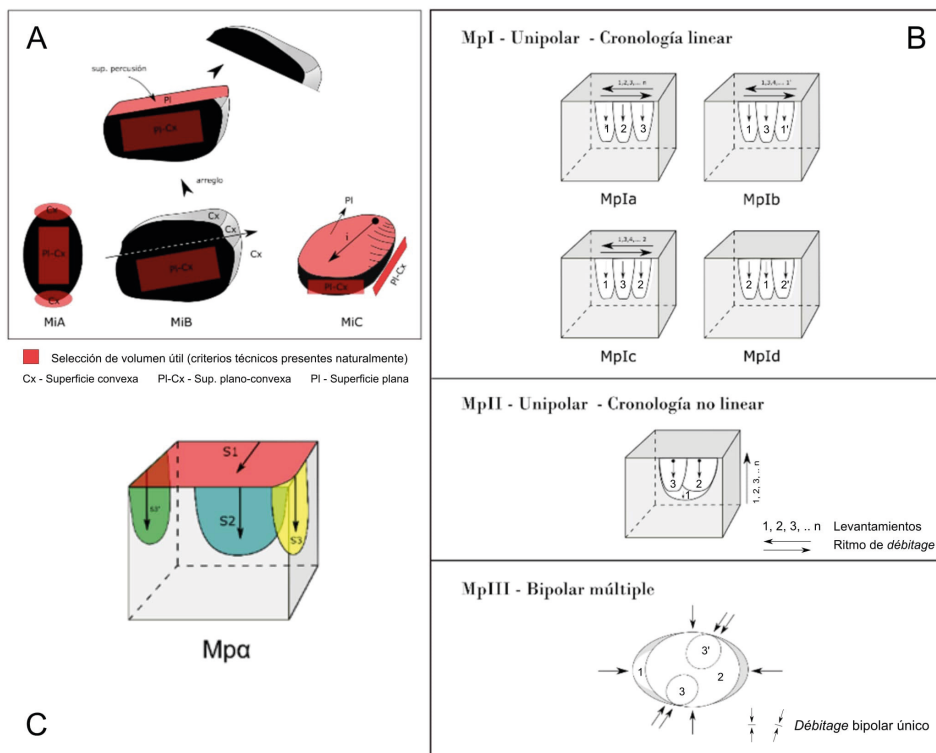 A
sup. percusión
Pl
Pl-Cx
arreglo
Cx
Pl-Cx
Cx
Cx
Cx
Cx
Pl-Cx
Pl
i
Pl-Cx
Pl-Cx
MiA
MiB
MiC
Selección de volumen útil (criterios técnicos presentes naturalmente)
Cx - Superficie convexa
Pl-Cx - Sup. plano-convexa
Pl - Superficie plana
S1
S2'
S2
S3
Mpα
C
MpI - Unipolar - Cronología linear
B
1,2,3,... n
1 2 3
MpIa
1,3,4,... 1'
1 3 1'
MpIb
1,3,4,... 2
1 3 2
MpIc
2 1 2'
MpId
MpII - Unipolar - Cronología no linear
3 2
1
1, 2, 3, .. n
1, 2, 3, .. n Levantamientos
Ritmo de débitage
MpIII - Bipolar múltiple
3'
1
2
3
Débitage bipolar único